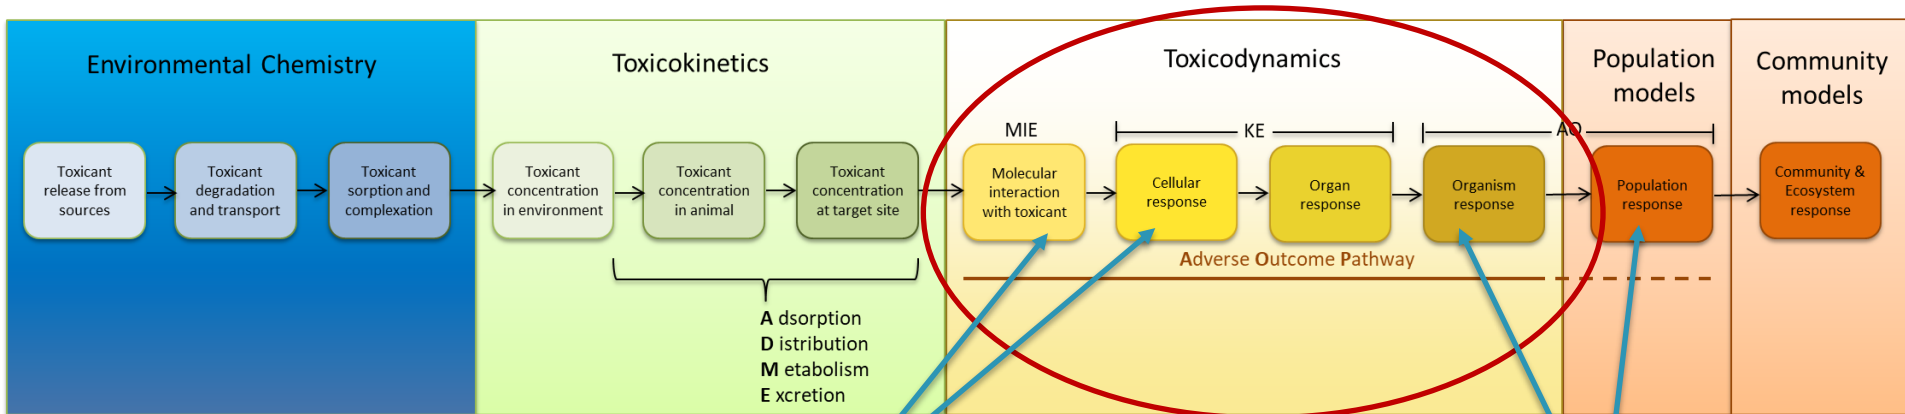 Environmental Chemistry
Toxicokinetics
Toxicodynamics
Population
models
Community
models
MIE
KE
AO
Toxicant
release from
sources
Toxicant
degradation
and transport
Toxicant
sorption and
complexation
Toxicant
concentration
in environment
Toxicant
concentration
in animal
Toxicant
concentration
at target site
Molecular
interaction
with toxicant
Cellular
response
Organ
response
Organism
response
Population
response
Community &
Ecosystem
response
Adverse Outcome Pathway
A dsorption
D istribution
M etabolism
E xcretion